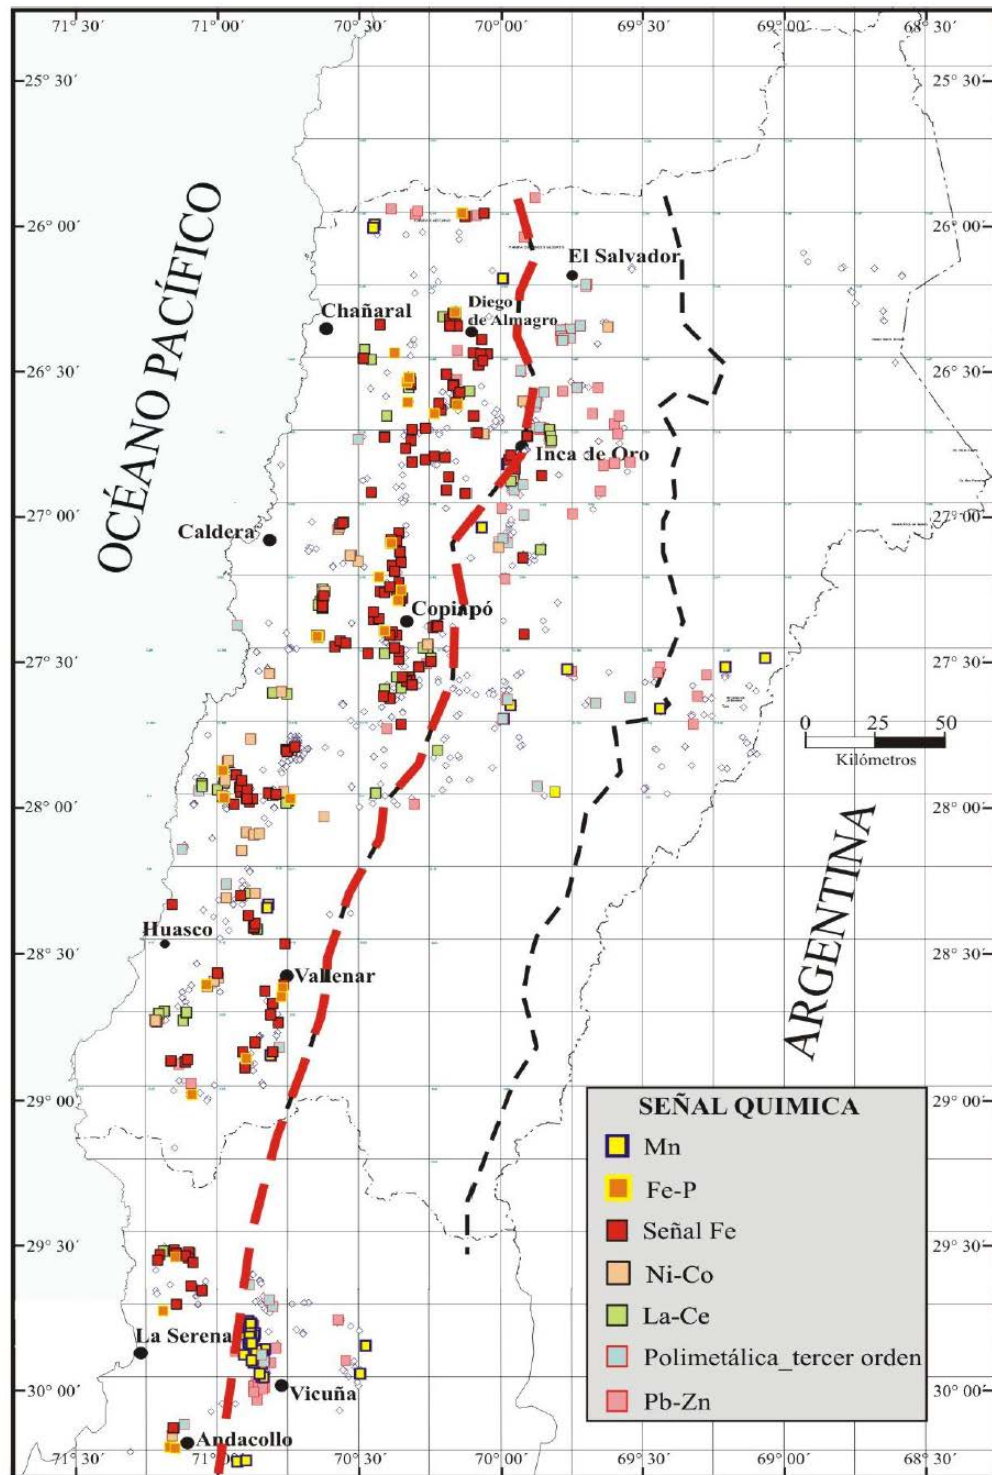 71° 30´ 71° 00´ 70° 30´ 70° 00´ 69° 30´ 69° 00´ 68° 30´
25° 30´ 25° 30´
26° 00´ 26° 00´
OCÉANO PACÍFICO
El Salvador
Chañaral
Diego
de Almagro
26° 30´ 26° 30´
Inca de Oro
27° 00´ 27° 00´
Caldera
Copiapó
27° 30´ 27° 30´
0 25 50
Kilómetros
28° 00´ 28° 00´
ARGENTINA
Huasco
28° 30´ 28° 30´
Vallenar
29° 00´ 29° 00´
SEÑAL QUIMICA
Mn
Fe-P
Señal Fe
Ni-Co
La-Ce
Polimetálica_tercer orden
Pb-Zn
29° 30´ 29° 30´
La Serena
30° 00´ 30° 00´
Vicuña
Andacollo
71° 30´ 71° 00´ 70° 30´ 70° 00´ 69° 30´ 69° 00´ 68° 30´